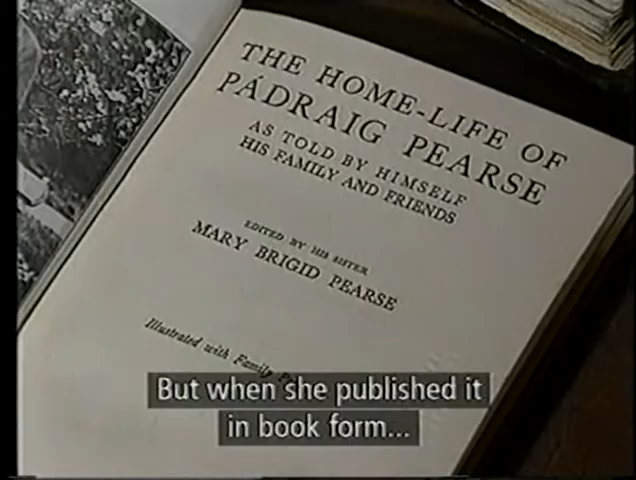 THE HOME-LIFE OF
PÁDRAIG PEARSE
AS TOLD BY HIMSELF
HIS FAMILY AND FRIENDS
EDITED BY HIS SISTER
MARY BRIGID PEARSE
Illustrated with Family
But when she published it
in book form...